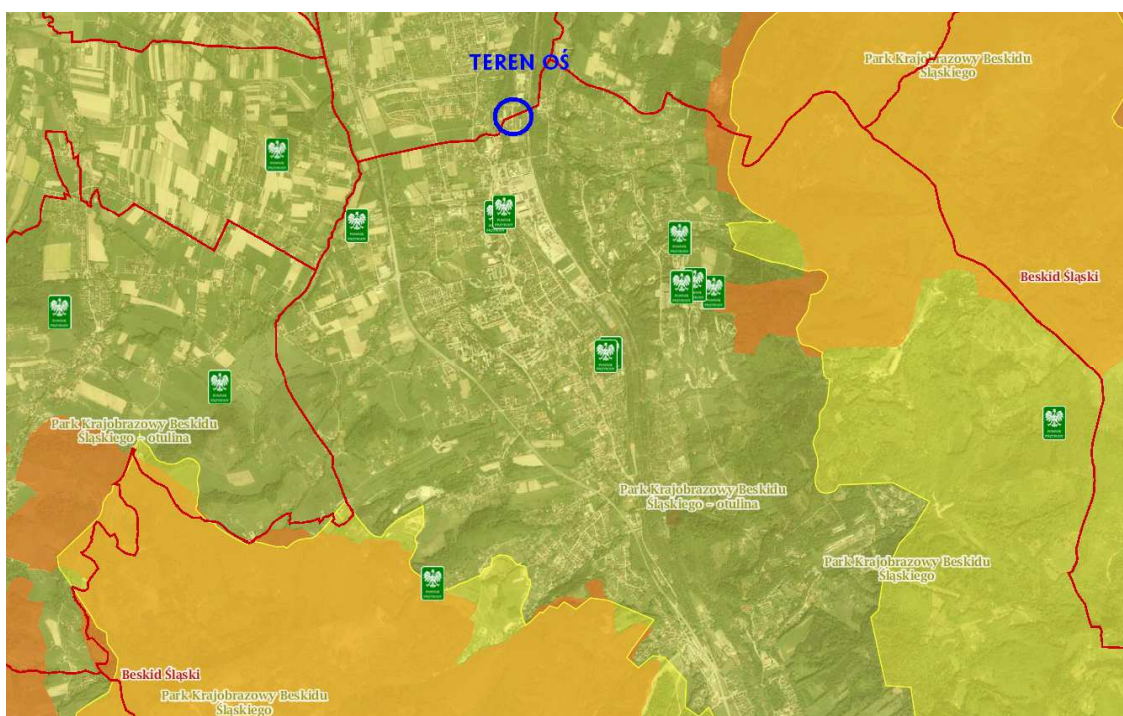 Park Krajobrazowy Beskidu
Śląskiego
TEREN OŚ
Beskid Śląski
Park Krajobrazowy Beskidu
Śląskiego - otulina
Park Krajobrazowy Beskidu
Śląskiego - otulina
Park Krajobrazowy Beskidu
Śląskiego
Beskid Śląski
Park Krajobrazowy Beskidu
Śląskiego